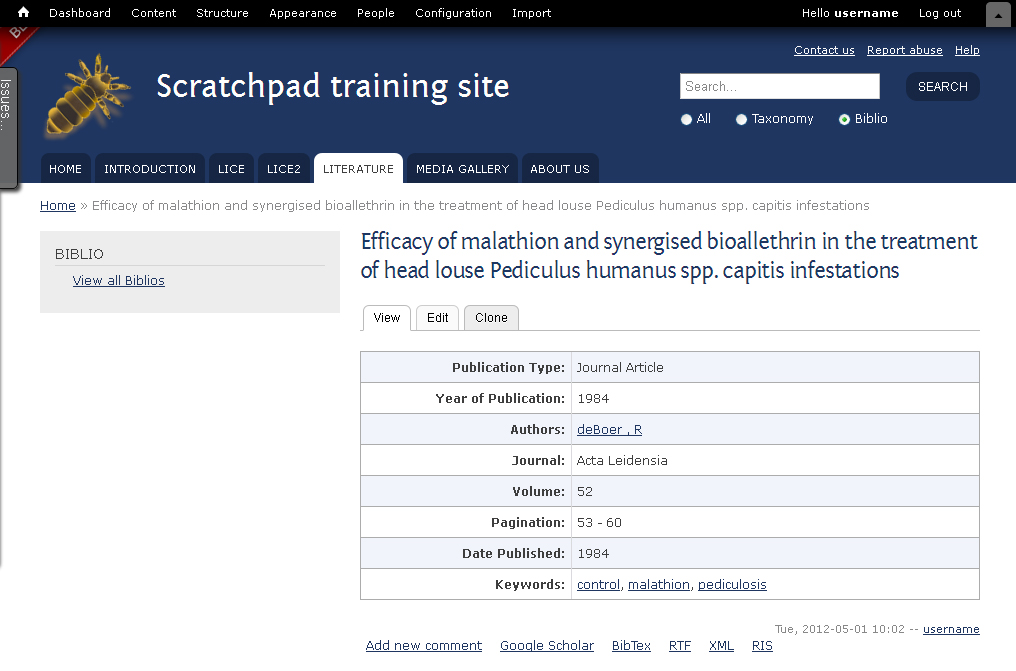 Dashboard Content Structure Appearance People Configuration Import Hello username Log out
Issues...
Contact us Report abuse Help
Scratchpad training site
Search... SEARCH
All Taxonomy Biblio
HOME INTRODUCTION LICE LICE2 LITERATURE MEDIA GALLERY ABOUT US
Home » Efficacy of malathion and synergised bioallethrin in the treatment of head louse Pediculus humanus spp. capitis infestations
BIBLIO
View all Biblios
Efficacy of malathion and synergised bioallethrin in the treatment
of head louse Pediculus humanus spp. capitis infestations
View Edit Clone
Publication Type: Journal Article
Year of Publication: 1984
Authors: deBoer , R
Journal: Acta Leidensia
Volume: 52
Pagination: 53 - 60
Date Published: 1984
Keywords: control, malathion, pediculosis
Tue, 2012-05-01 10:02 -- username
Add new comment Google Scholar BibTex RTF XML RIS